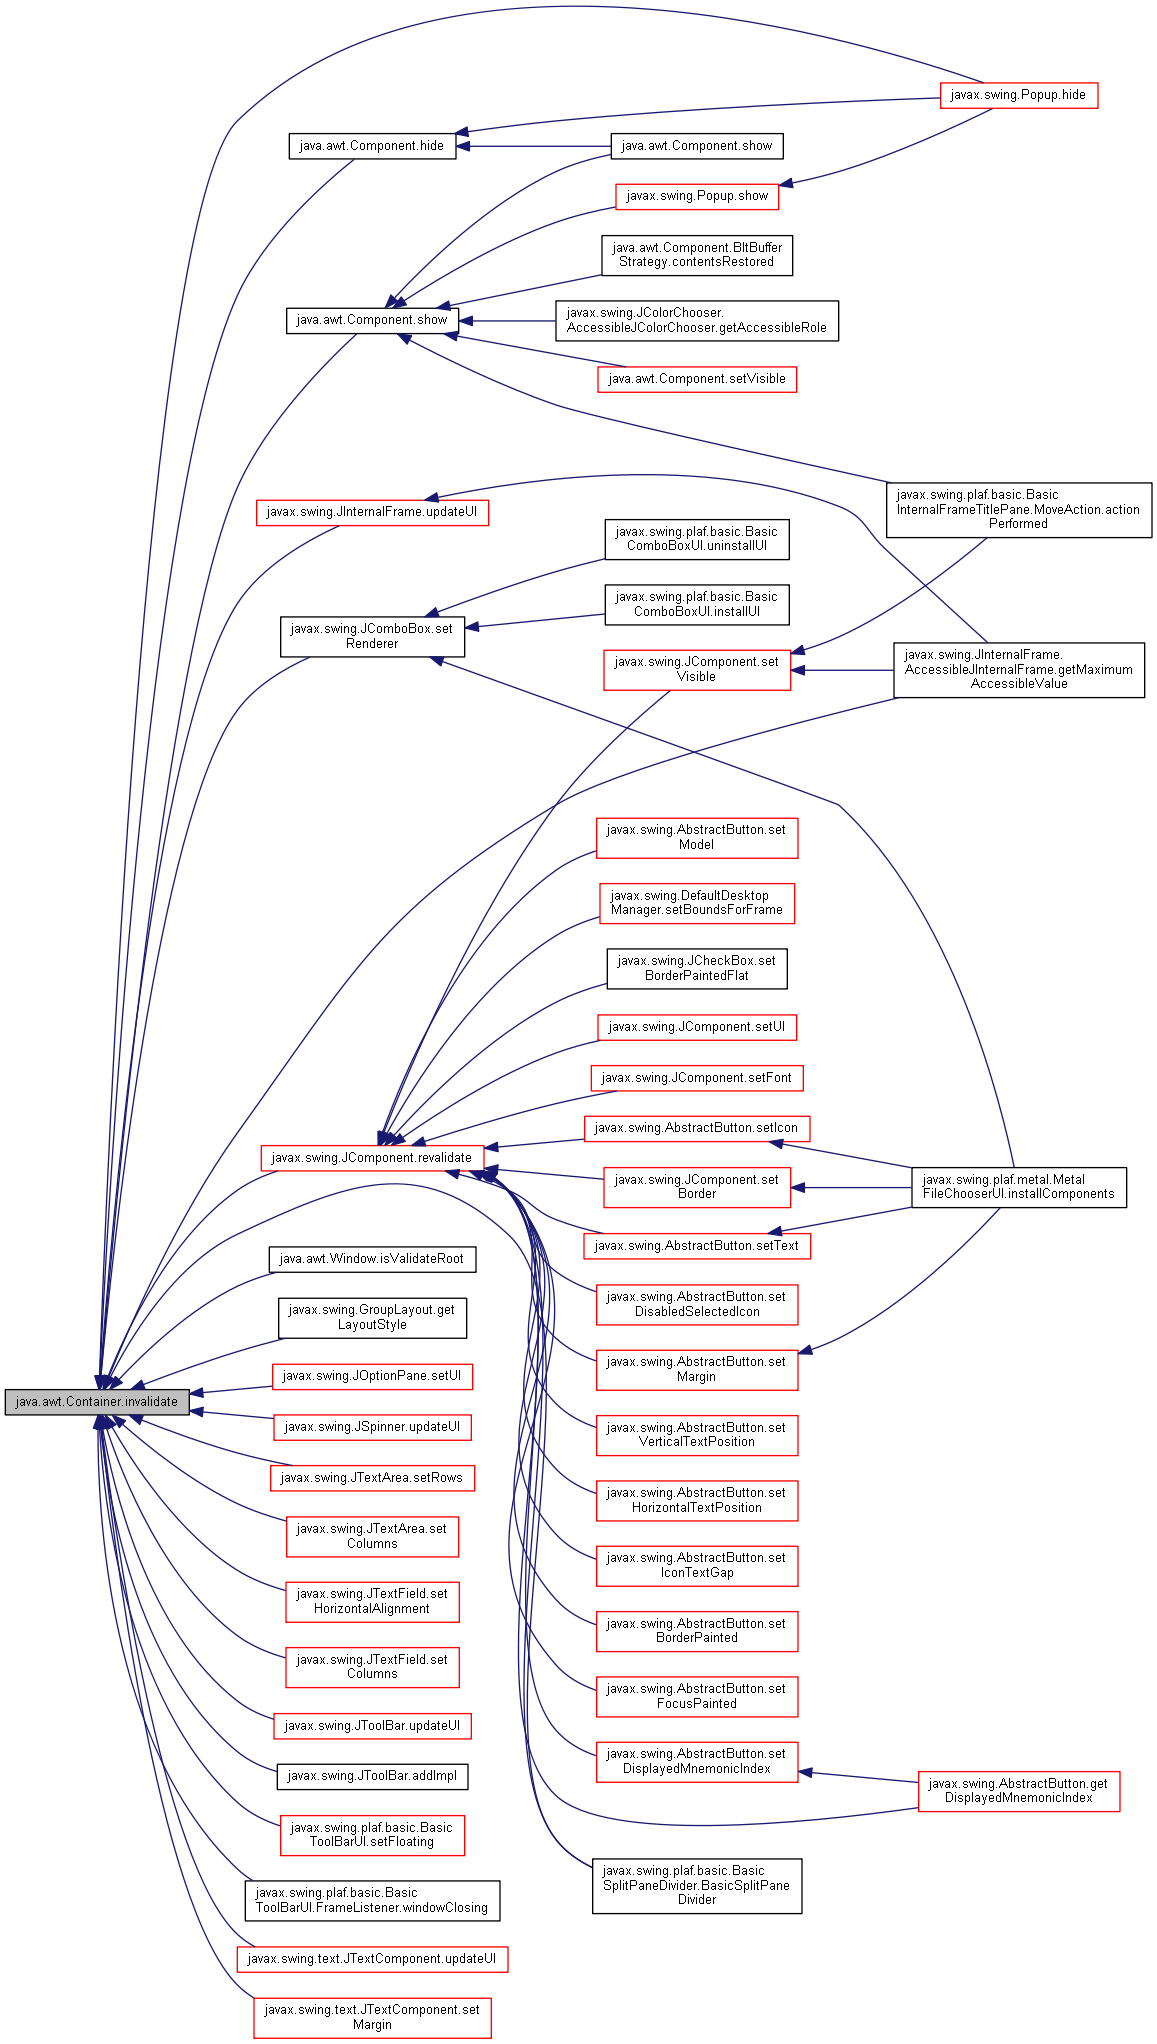 javax.swing.Popup.hide
java.awt.Component.hide
java.awt.Component.show
javax.swing.Popup.show
java.awt.Component.BltBuffer
Strategy.contentsRestored
java.awt.Component.show
javax.swing.JColorChooser.
AccessibleJColorChooser.getAccessibleRole
java.awt.Component.setVisible
javax.swing.plaf.basic.Basic
InternalFrameTitlePane.MoveAction.action
Performed
javax.swing.JInternalFrame.updateUI
javax.swing.plaf.basic.Basic
ComboBoxUI.uninstallUI
javax.swing.plaf.basic.Basic
ComboBoxUI.installUI
javax.swing.JComboBox.set
Renderer
javax.swing.JComponent.set
Visible
javax.swing.JInternalFrame.
AccessibleJInternalFrame.getMaximum
AccessibleValue
javax.swing.AbstractButton.set
Model
javax.swing.DefaultDesktop
Manager.setBoundsForFrame
javax.swing.JCheckBox.set
BorderPaintedFlat
javax.swing.JComponent.setUI
javax.swing.JComponent.setFont
javax.swing.AbstractButton.setIcon
javax.swing.JComponent.revalidate
javax.swing.JComponent.set
Border
javax.swing.plaf.metal.Metal
FileChooserUI.installComponents
javax.swing.AbstractButton.setText
java.awt.Window.isValidateRoot
javax.swing.AbstractButton.set
DisabledSelectedIcon
javax.swing.GroupLayout.get
LayoutStyle
javax.swing.AbstractButton.set
Margin
javax.swing.JOptionPane.setUI
java.awt.Container.invalidate
javax.swing.JSpinner.updateUI
javax.swing.AbstractButton.set
VerticalTextPosition
javax.swing.JTextArea.setRows
javax.swing.AbstractButton.set
HorizontalTextPosition
javax.swing.JTextArea.set
Columns
javax.swing.AbstractButton.set
IconTextGap
javax.swing.JTextField.set
HorizontalAlignment
javax.swing.AbstractButton.set
BorderPainted
javax.swing.JTextField.set
Columns
javax.swing.AbstractButton.set
FocusPainted
javax.swing.JToolBar.updateUI
javax.swing.AbstractButton.set
DisplayedMnemonicIndex
javax.swing.JToolBar.addImpl
javax.swing.AbstractButton.get
DisplayedMnemonicIndex
javax.swing.plaf.basic.Basic
ToolBarUI.setFloating
javax.swing.plaf.basic.Basic
SplitPaneDivider.BasicSplitPane
Divider
javax.swing.plaf.basic.Basic
ToolBarUI.FrameListener.windowClosing
javax.swing.text.JTextComponent.updateUI
javax.swing.text.JTextComponent.set
Margin